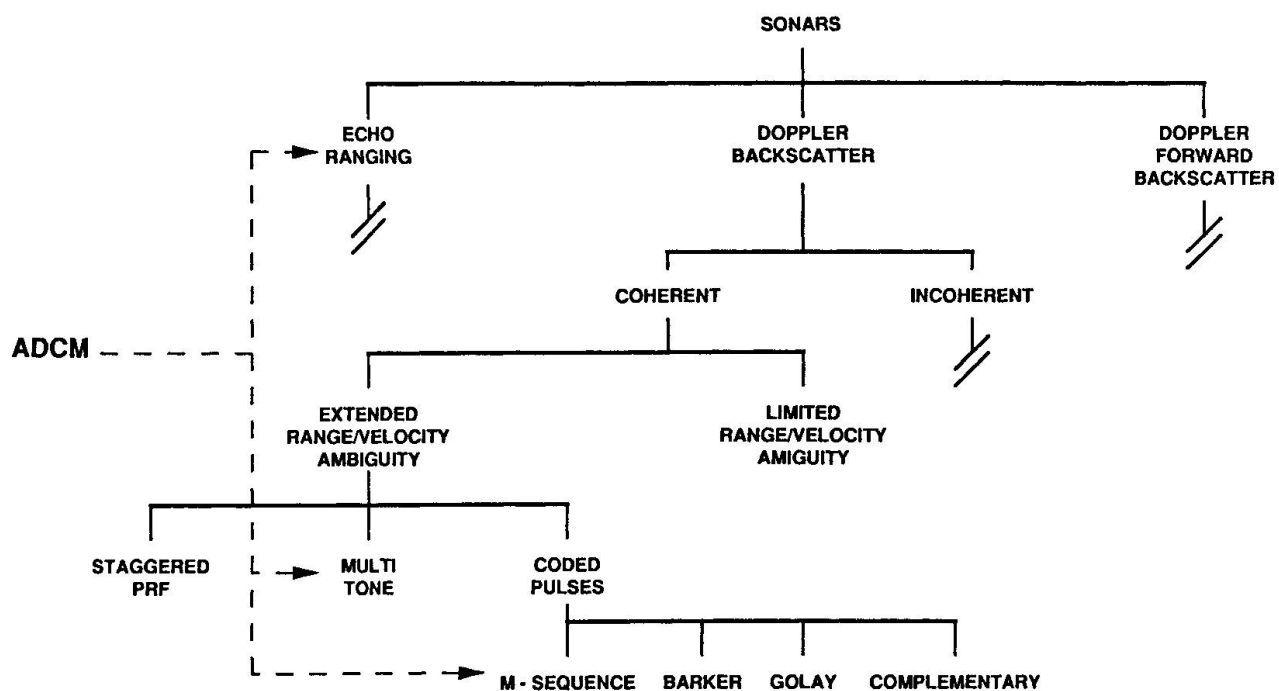 SONARS
ECHO
RANGING
DOPPLER
BACKSCATTER
DOPPLER
FORWARD
BACKSCATTER
COHERENT
INCOHERENT
ADCM
EXTENDED
RANGE/VELOCITY
AMBIGUITY
LIMITED
RANGE/VELOCITY
AMIGUITY
STAGGERED
PRF
MULTI
TONE
CODED
PULSES
M - SEQUENCE
BARKER
GOLAY
COMPLEMENTARY